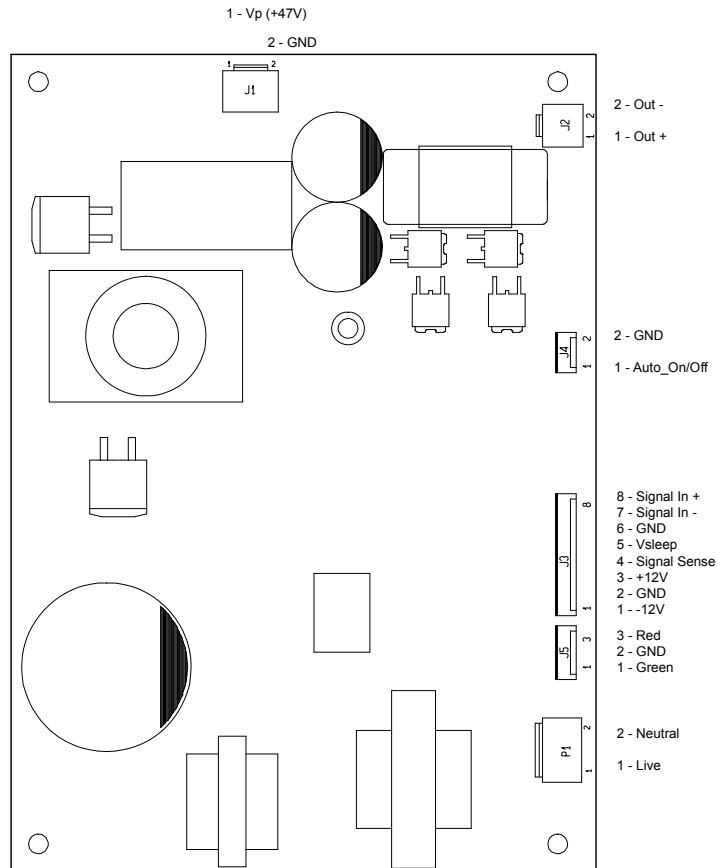 1 - Vp (+47V)
2 - GND
1 2
J1
2 - Out -
1 - Out +
2
J2
1
2 - GND
1 - Auto_On/Off
2
J4
1
8 - Signal In +
7 - Signal In -
6 - GND
5 - Vsleep
4 - Signal Sense
3 - +12V
2 - GND
1 - -12V
8
J3
1
3 - Red
2 - GND
1 - Green
3
J5
1
2 - Neutral
1 - Live
2
P1
1